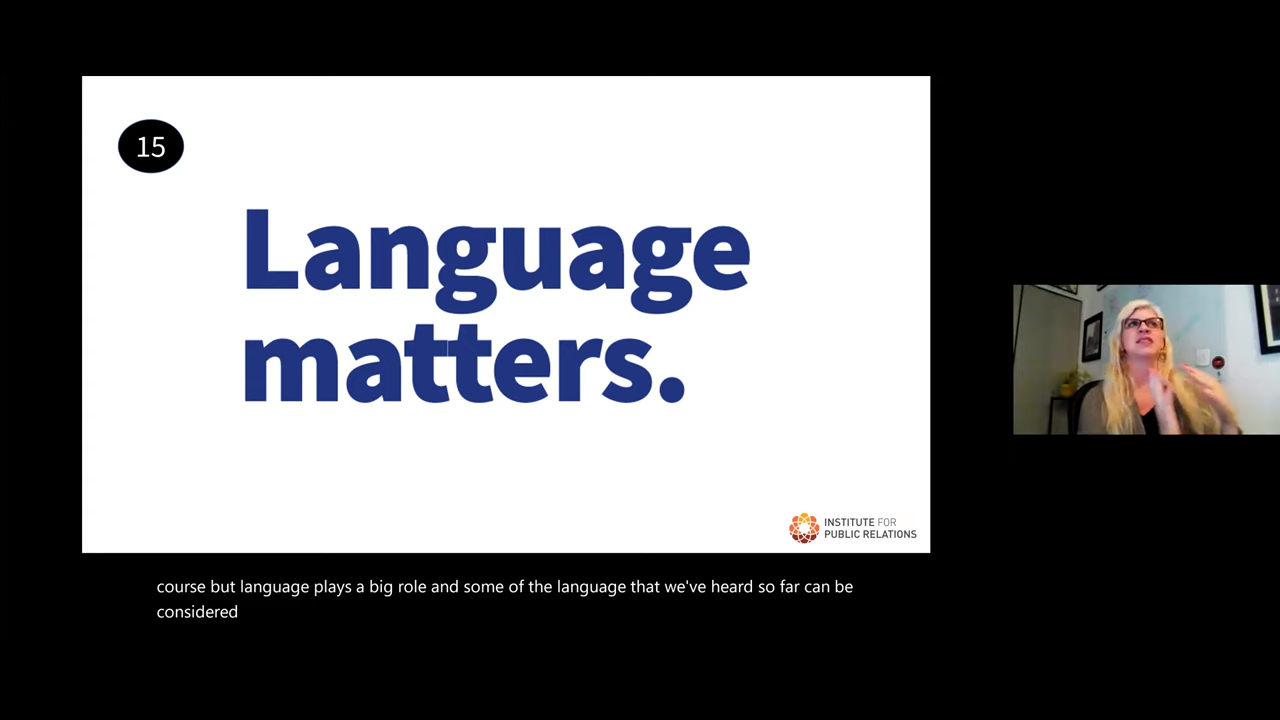 15
Language
matters.
INSTITUTE FOR
PUBLIC RELATIONS
course but language plays a big role and some of the language that we've heard so far can be
considered